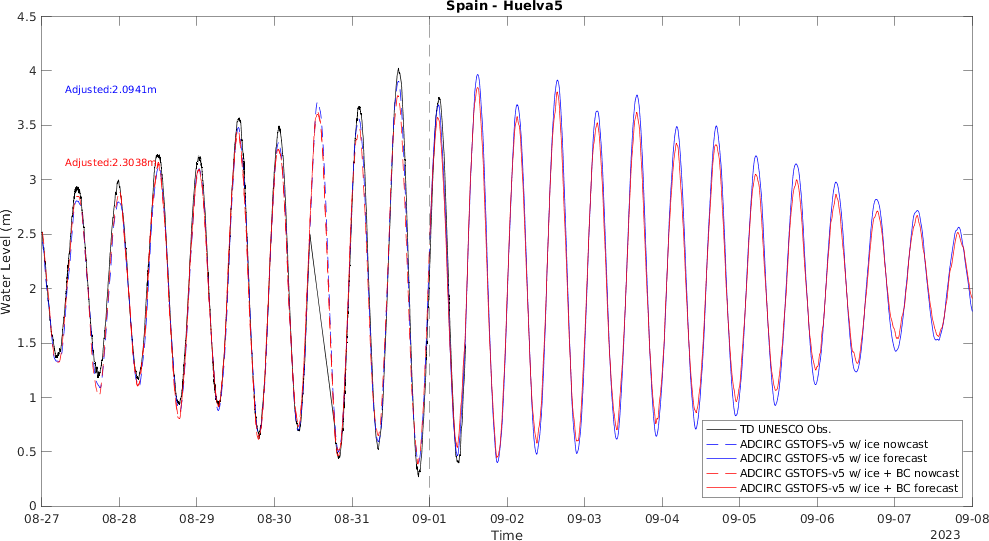 Spain - Huelva5
4.5
4
3.5
3
2.5
2
1.5
1
0.5
0
Water Level (m)
Adjusted:2.0941m
Adjusted:2.3038m
TD UNESCO Obs.
ADCIRC GSTOFS-v5 w/ ice nowcast
ADCIRC GSTOFS-v5 w/ ice forecast
ADCIRC GSTOFS-v5 w/ ice + BC nowcast
ADCIRC GSTOFS-v5 w/ ice + BC forecast
08-27 08-28 08-29 08-30 08-31 09-01 09-02 09-03 09-04 09-05 09-06 09-07 09-08
Time
2023